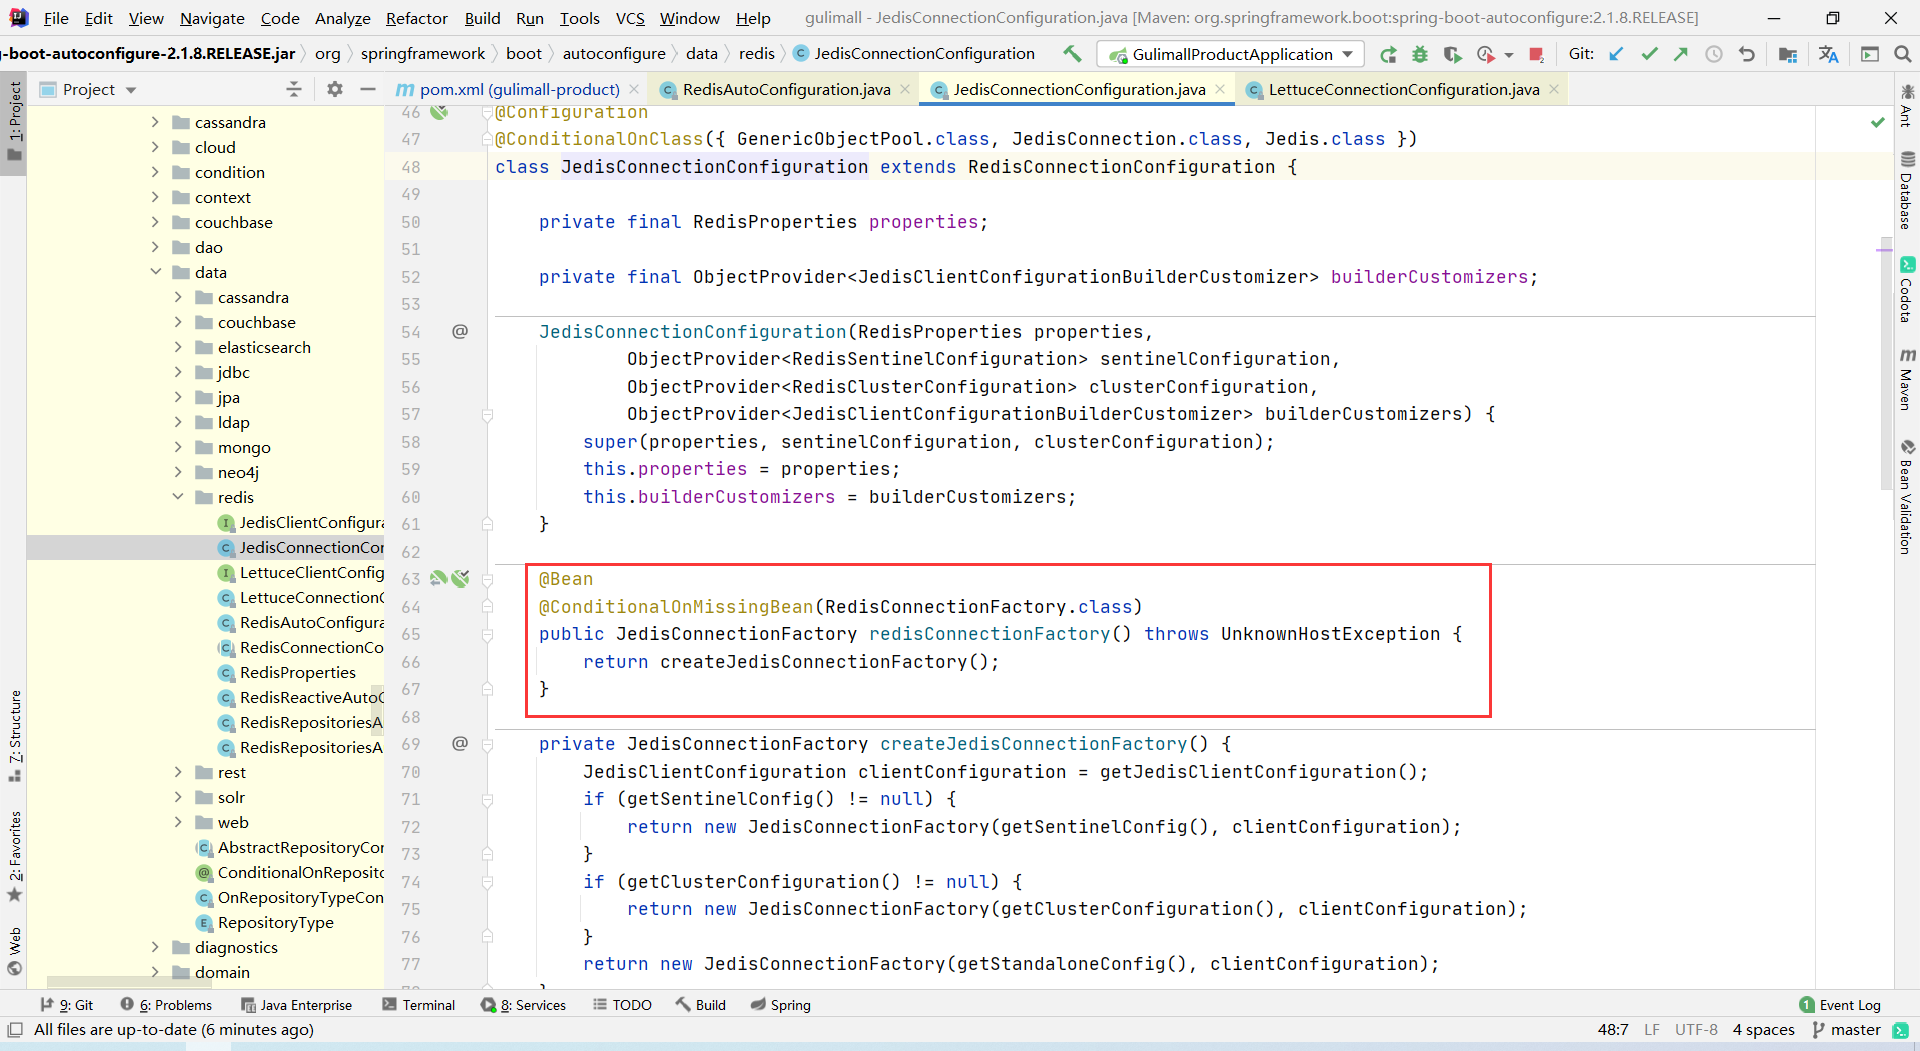 File Edit View Navigate Code Analyze Refactor Build Run Tools VCS Window Help gulimall - JedisConnectionConfiguration.java [Maven: org.springframework.boot:spring-boot-autoconfigure:2.1.8.RELEASE]
g-boot-autoconfigure-2.1.8.RELEASE.jar org springframework boot autoconfigure data redis JedisConnectionConfiguration GulimallProductApplication Git:
Project
pom.xml (gulimall-product) RedisAutoConfiguration.java JedisConnectionConfiguration.java LettuceConnectionConfiguration.java
1: Project
7: Structure
2: Favorites
Web
cassandra
cloud
condition
context
couchbase
dao
data
cassandra
couchbase
elasticsearch
jdbc
jpa
ldap
mongo
neo4j
redis
JedisClientConfigura
JedisConnectionCor
LettuceClientConfig
LettuceConnectionC
RedisAutoConfigura
RedisConnectionCo
RedisProperties
RedisReactiveAutoC
RedisRepositoriesA
RedisRepositoriesA
rest
solr
web
AbstractRepositoryCor
ConditionalOnReposito
OnRepositoryTypeCon
RepositoryType
diagnostics
domain
46 @Configuration
47 @ConditionalOnClass({ GenericObjectPool.class, JedisConnection.class, Jedis.class })
48 class JedisConnectionConfiguration extends RedisConnectionConfiguration {
49
50 private final RedisProperties properties;
51
52 private final ObjectProvider<JedisClientConfigurationBuilderCustomizer> builderCustomizers;
53
54 @ JedisConnectionConfiguration(RedisProperties properties,
55 ObjectProvider<RedisSentinelConfiguration> sentinelConfiguration,
56 ObjectProvider<RedisClusterConfiguration> clusterConfiguration,
57 ObjectProvider<JedisClientConfigurationBuilderCustomizer> builderCustomizers) {
58 super(properties, sentinelConfiguration, clusterConfiguration);
59 this.properties = properties;
60 this.builderCustomizers = builderCustomizers;
61 }
62
63 @Bean
64 @ConditionalOnMissingBean(RedisConnectionFactory.class)
65 public JedisConnectionFactory redisConnectionFactory() throws UnknownHostException {
66 return createJedisConnectionFactory();
67 }
68
69 @ private JedisConnectionFactory createJedisConnectionFactory() {
70 JedisClientConfiguration clientConfiguration = getJedisClientConfiguration();
71 if (getSentinelConfig() != null) {
72 return new JedisConnectionFactory(getSentinelConfig(), clientConfiguration);
73 }
74 if (getClusterConfiguration() != null) {
75 return new JedisConnectionFactory(getClusterConfiguration(), clientConfiguration);
76 }
77 return new JedisConnectionFactory(getStandaloneConfig(), clientConfiguration);
Ant
Database
Codota
Maven
Bean Validation
9: Git 6: Problems Java Enterprise Terminal 8: Services TODO Build Spring 1 Event Log
All files are up-to-date (6 minutes ago) 48:7 LF UTF-8 4 spaces master